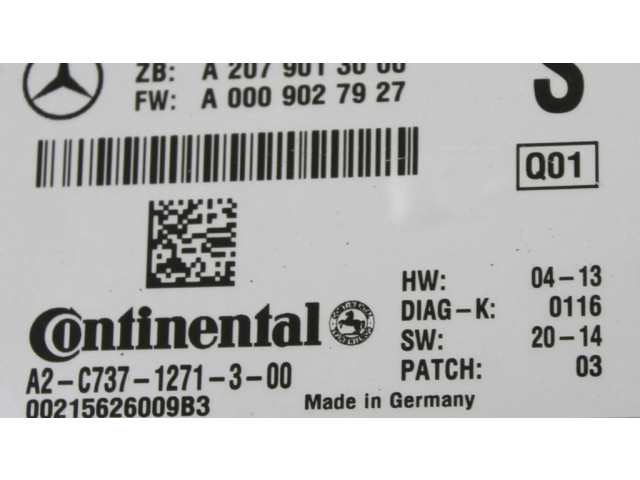 ZB: A 207 901 30 00
FW: A 000 902 79 27
S
Q01
Continental
HW: 04-13
DIAG-K: 0116
SW: 20-14
PATCH: 03
A2-C737-1271-3-00
00215626009B3
Made in Germany